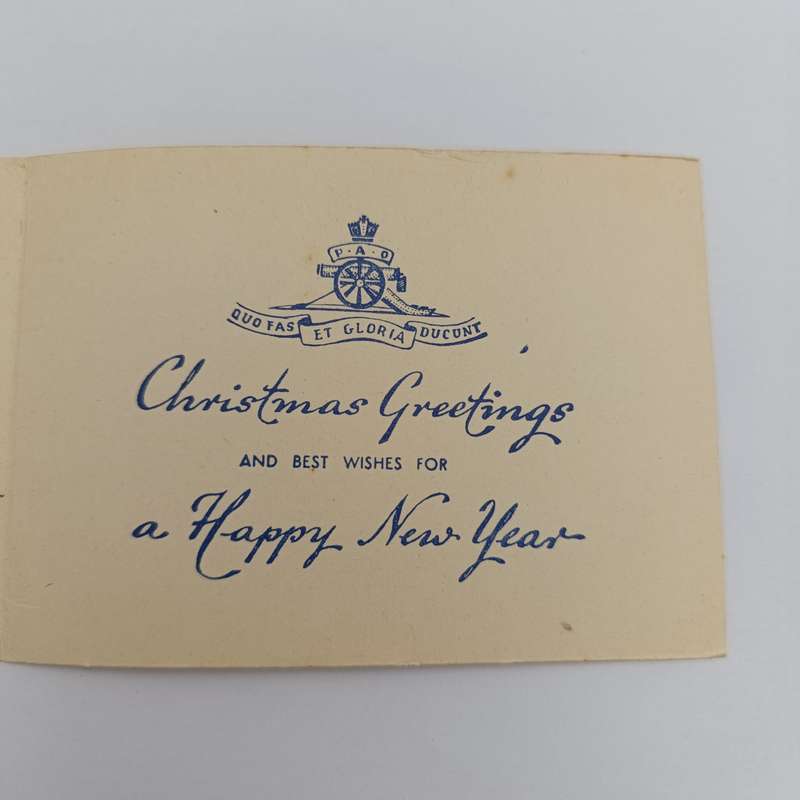 P·A·O
QUO FAS ET GLORIA DUCUNT
Christmas Greetings
AND BEST WISHES FOR
a Happy New Year